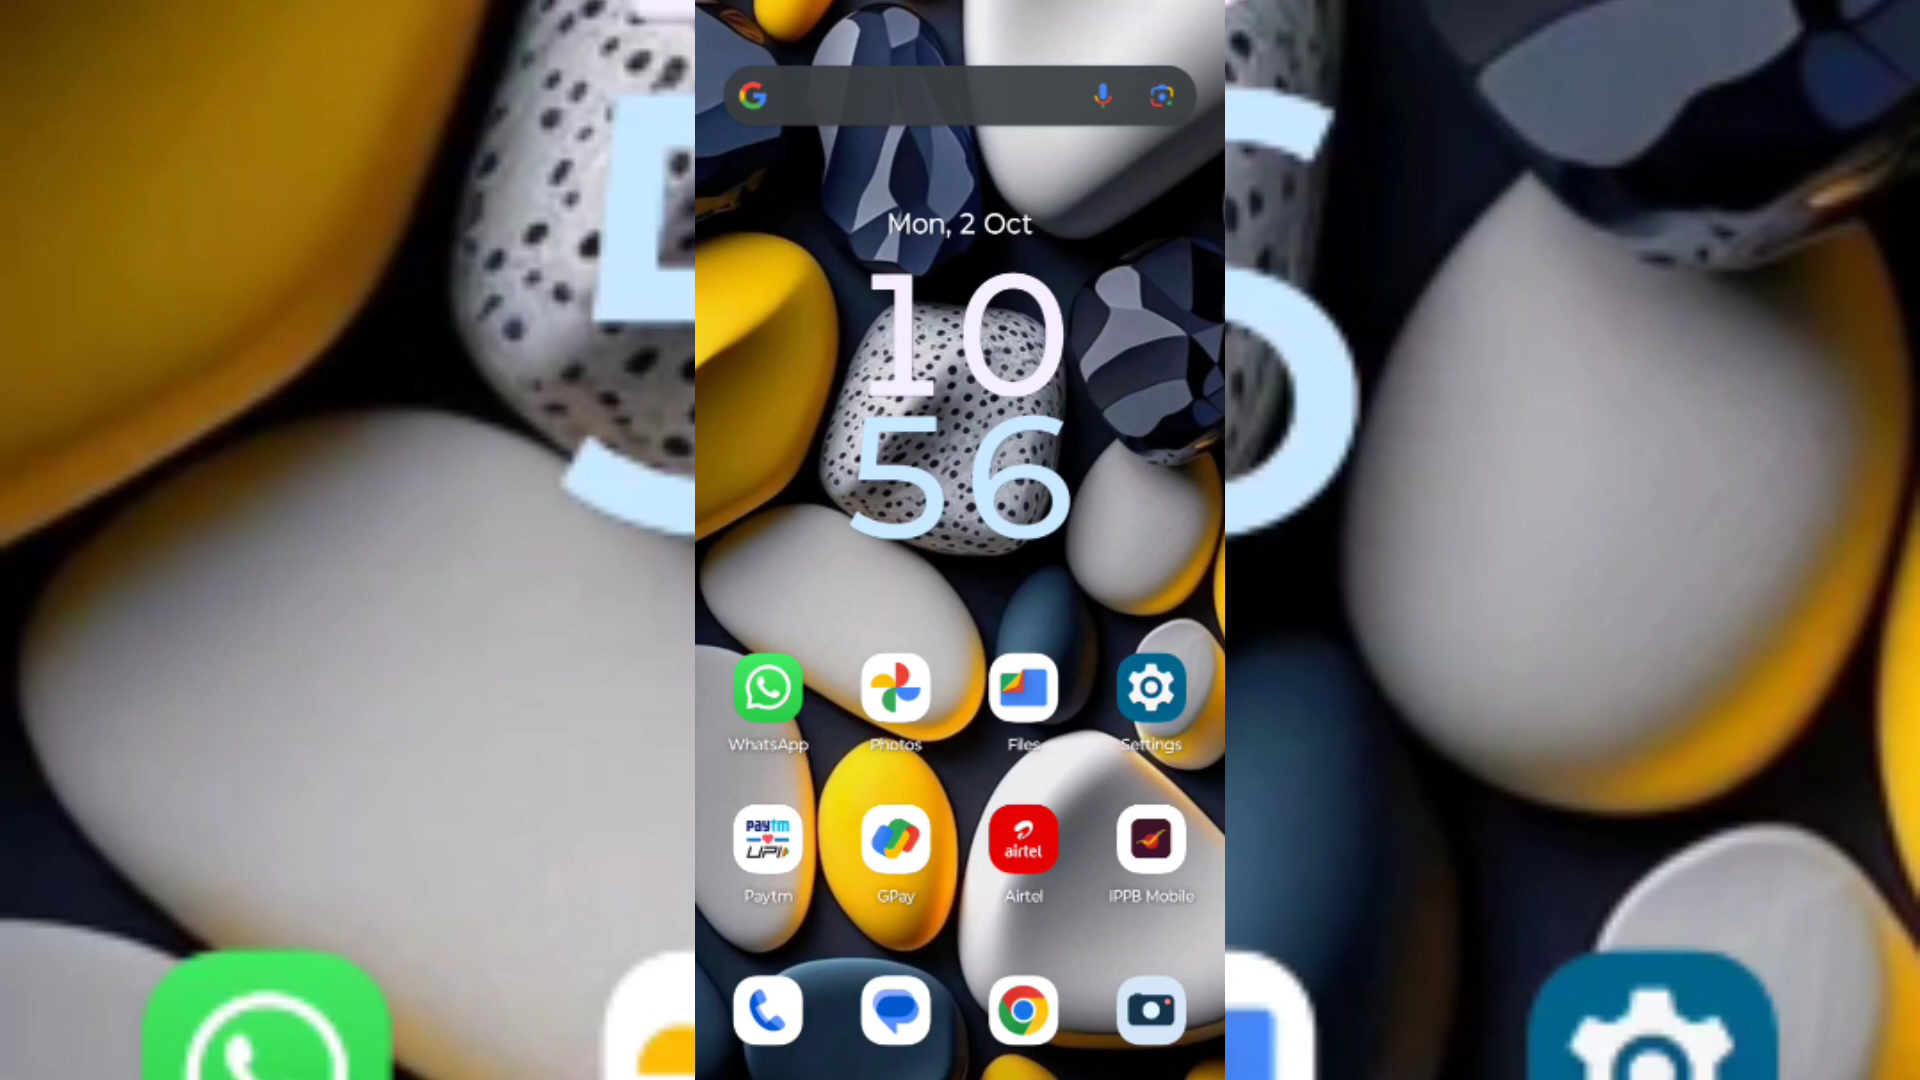 Mon, 2 Oct
10
56
WhatsApp
Photos
Files
Settings
paytm
UPI
airtel
Paytm
GPay
Airtel
IPPB Mobile